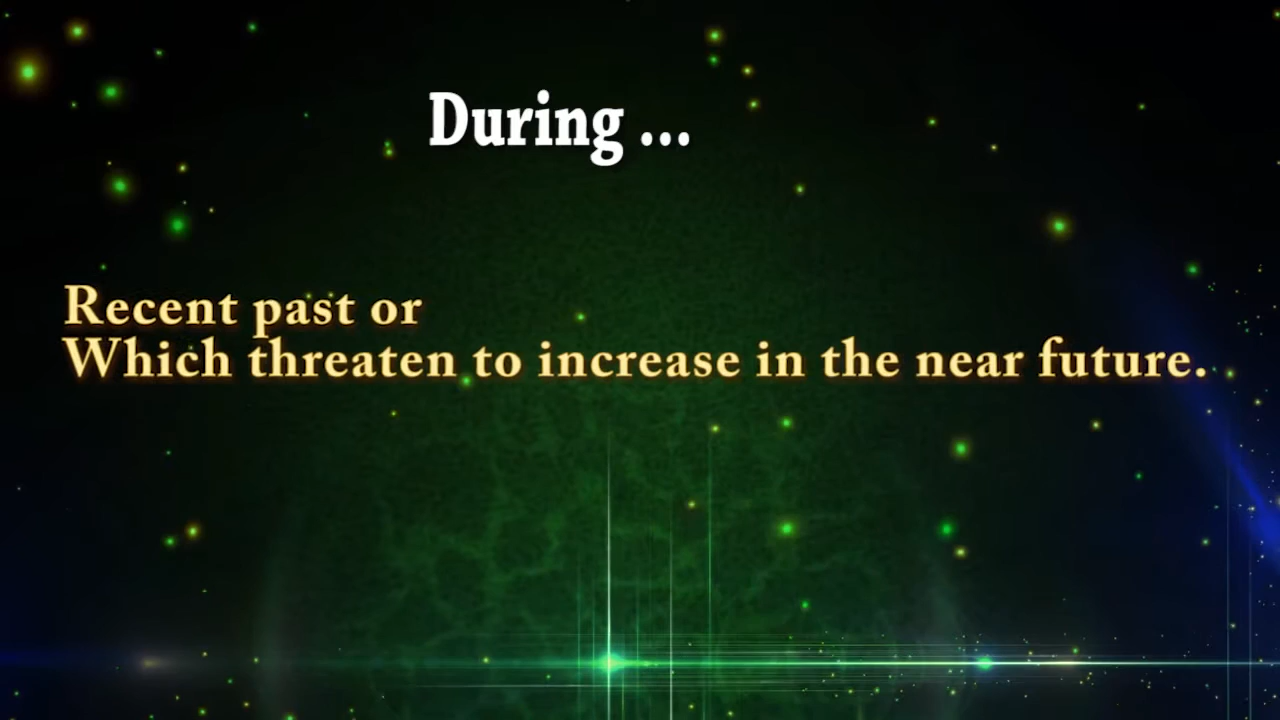 During ...
Recent past or
Which threaten to increase in the near future.